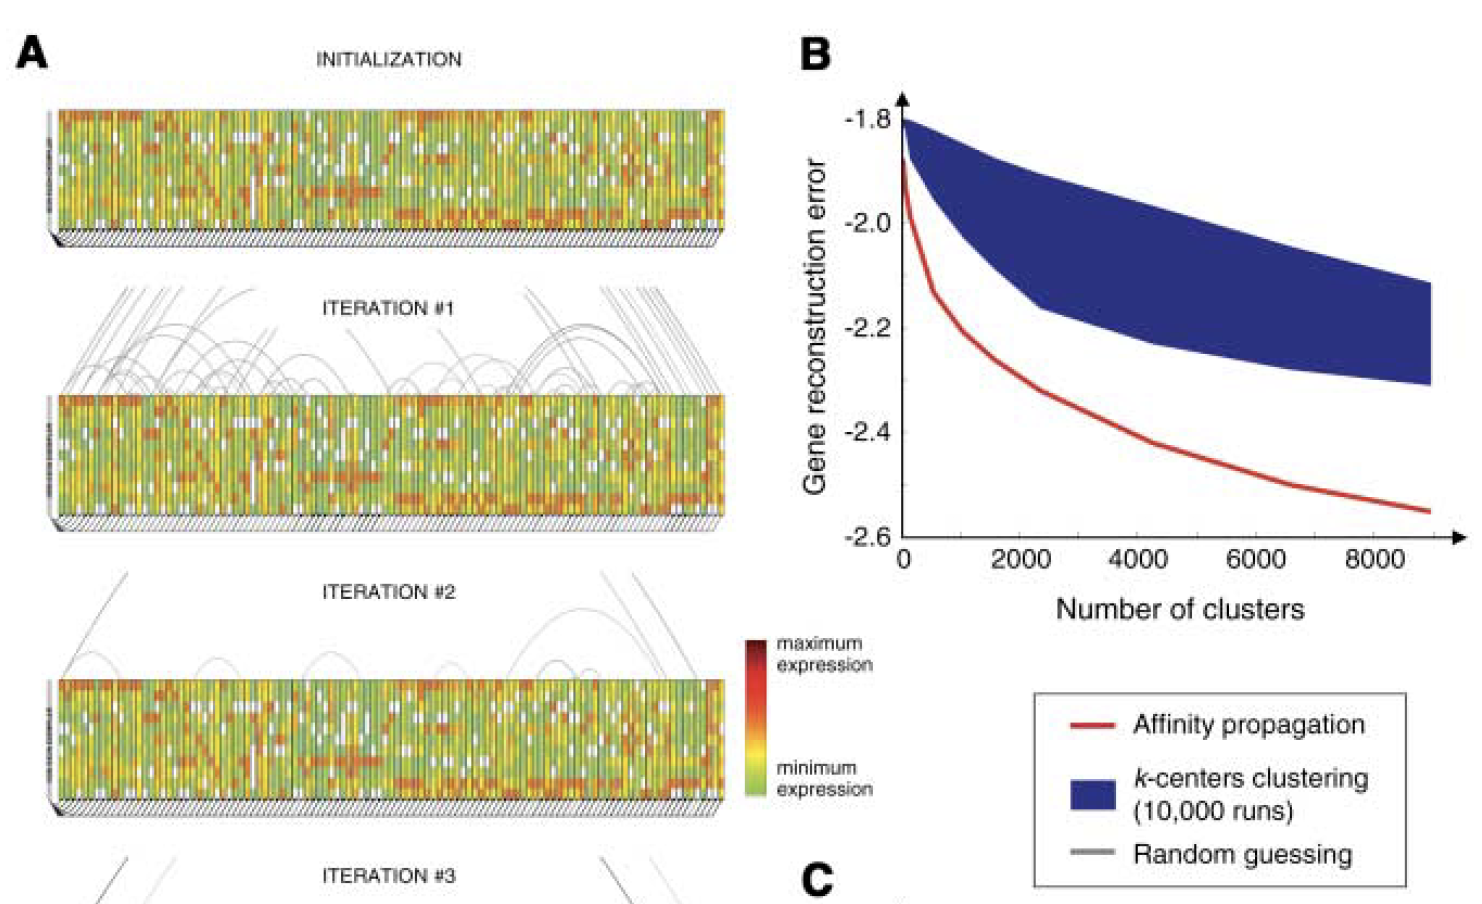 A
INITIALIZATION
ITERATION #1
ITERATION #2
maximum
expression
minimum
expression
ITERATION #3
B
Gene reconstruction error
-1.8
-2.0
-2.2
-2.4
-2.6
0 2000 4000 6000 8000
Number of clusters
Affinity propagation
k-centers clustering
(10,000 runs)
Random guessing
C